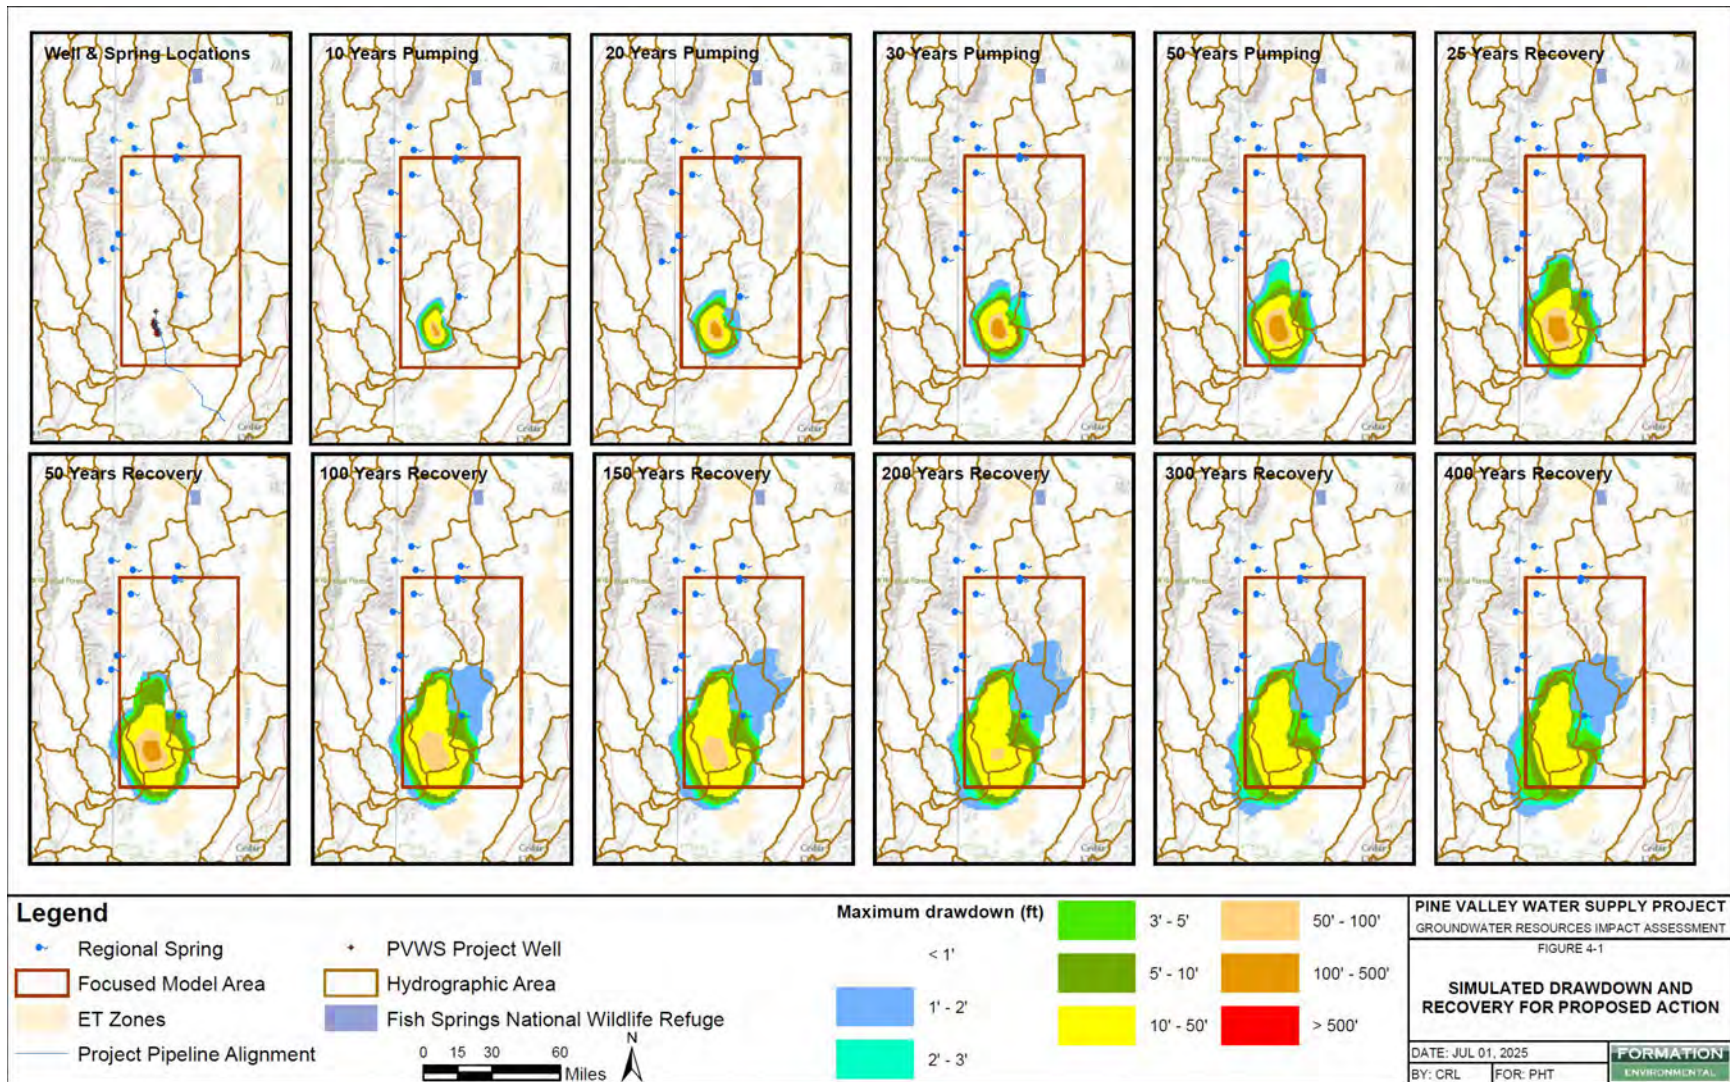 Well & Spring Locations
10 Years Pumping
20 Years Pumping
30 Years Pumping
50 Years Pumping
25 Years Recovery
50 Years Recovery
100 Years Recovery
150 Years Recovery
200 Years Recovery
300 Years Recovery
400 Years Recovery
Legend
Regional Spring
Focused Model Area
ET Zones
Project Pipeline Alignment
PVWS Project Well
Hydrographic Area
Fish Springs National Wildlife Refuge
0 15 30 60
Miles
N
Maximum drawdown (ft)
< 1'
1' - 2'
2' - 3'
3' - 5'
5' - 10'
10' - 50'
50' - 100'
100' - 500'
> 500'
PINE VALLEY WATER SUPPLY PROJECT
GROUNDWATER RESOURCES IMPACT ASSESSMENT
FIGURE 4-1
SIMULATED DRAWDOWN AND
RECOVERY FOR PROPOSED ACTION
DATE: JUL 01, 2025
BY: CRL FOR: PHT
FORMATION
ENVIRONMENTAL